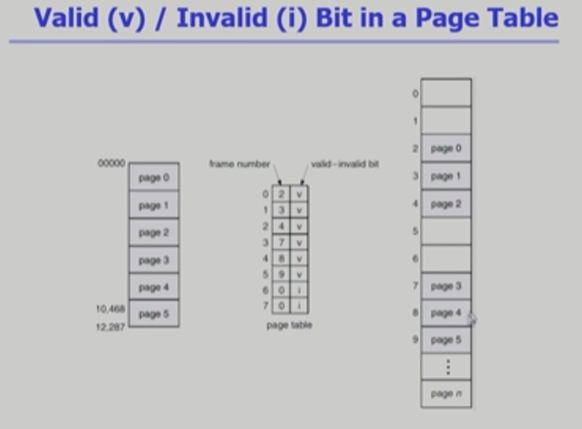 Valid (v) / Invalid (i) Bit in a Page Table
00000
page 0
page 1
page 2
page 3
page 4
10,468
page 5
12,287
frame number
valid–invalid bit
0 2 v
1 3 v
2 4 v
3 7 v
4 8 v
5 9 v
6 0 i
7 0 i
page table
0
1
2 page 0
3 page 1
4 page 2
5
6
7 page 3
8 page 4
9 page 5
⋮
page n